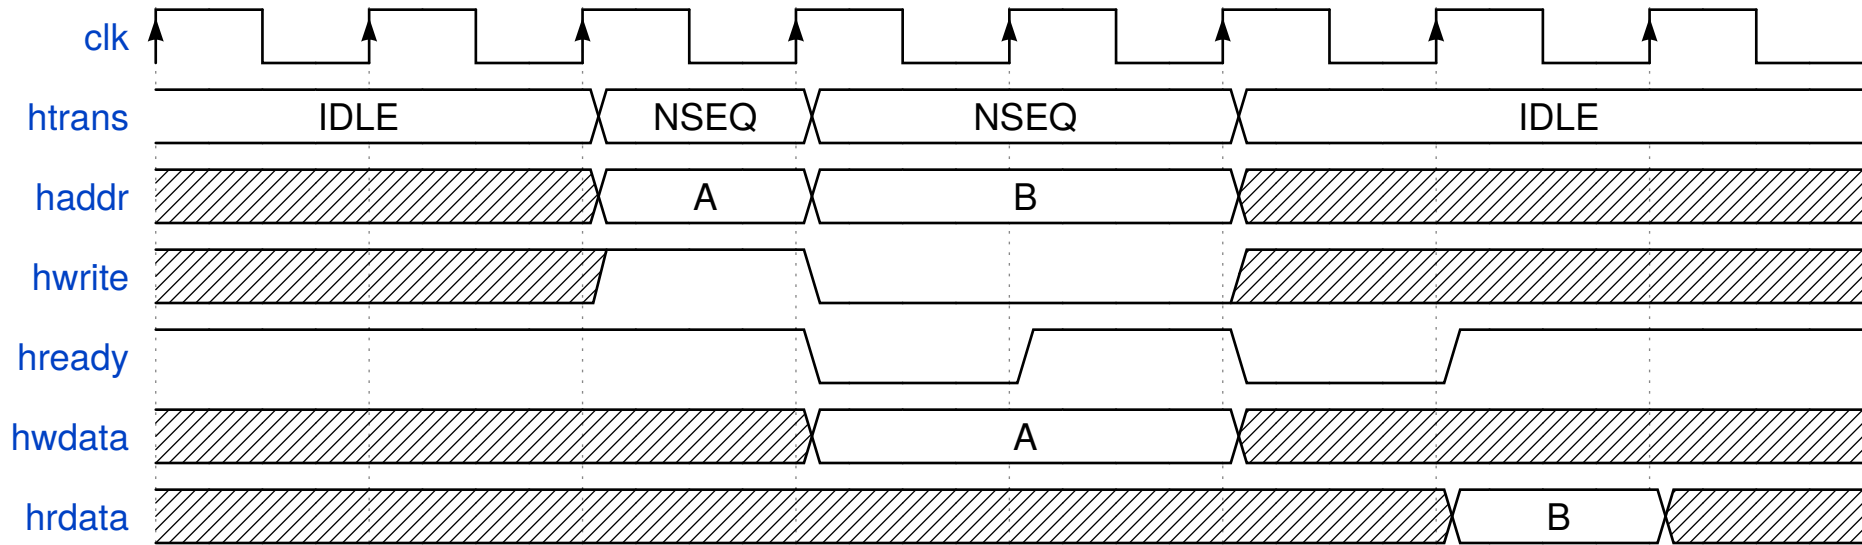 clk
htrans IDLE NSEQ NSEQ IDLE
haddr A B
hwrite
hready
hwdata A
hrdata B